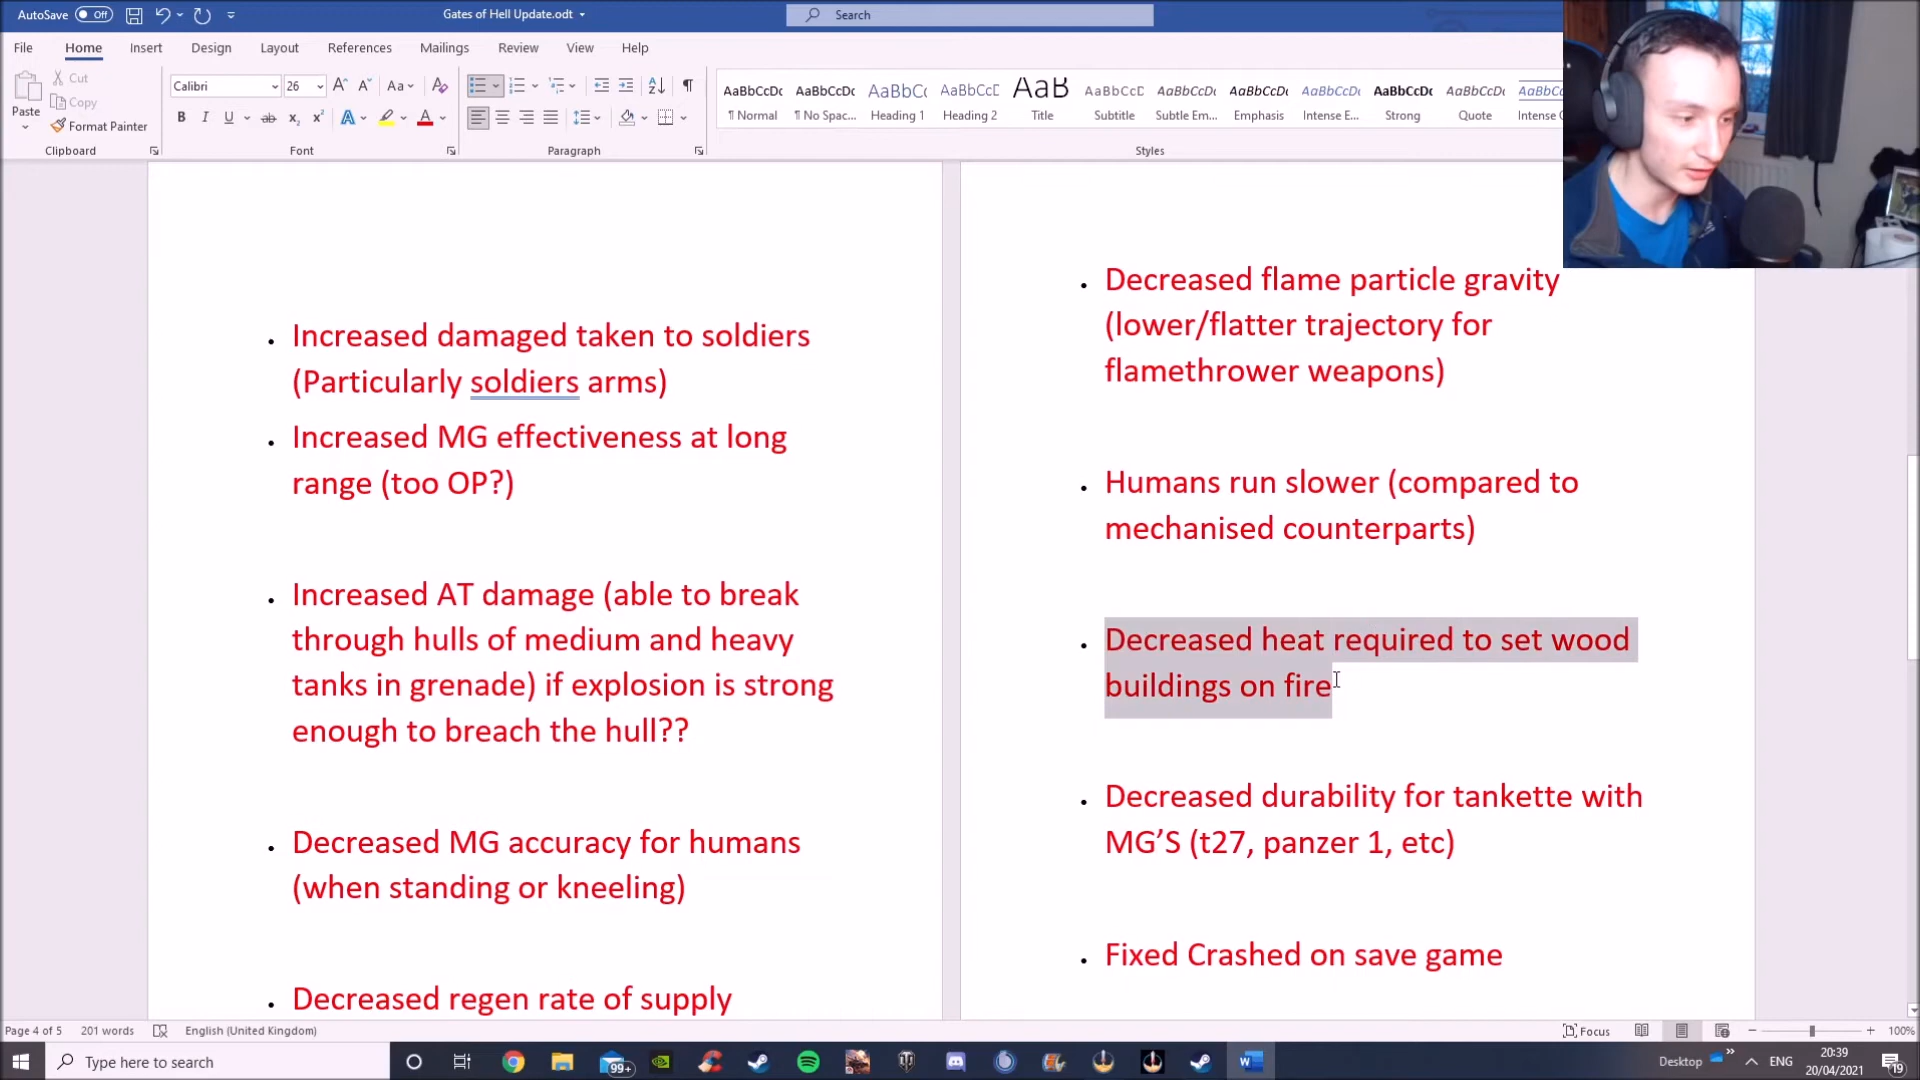 AutoSave Off
Gates of Hell Update.odt
Search
File Home Insert Design Layout References Mailings Review View Help
Paste
Cut
Copy
Format Painter
Clipboard
Calibri 26
Font
Paragraph
AaBbCcDc AaBbCcDc AaBbCc AaBbCcD AaB AaBbCcD AaBbCcDc AaBbCcDc AaBbCcDc AaBbCcDc AaBbCcDc
¶ Normal ¶ No Spac... Heading 1 Heading 2 Title Subtitle Subtle Em... Emphasis Intense E... Strong Quote
Styles
Increased damaged taken to soldiers
(Particularly soldiers arms)
Increased MG effectiveness at long
range (too OP?)
Increased AT damage (able to break
through hulls of medium and heavy
tanks in grenade) if explosion is strong
enough to breach the hull??
Decreased MG accuracy for humans
(when standing or kneeling)
Decreased regen rate of supply
Decreased flame particle gravity
(lower/flatter trajectory for
flamethrower weapons)
Humans run slower (compared to
mechanised counterparts)
Decreased heat required to set wood
buildings on fire
Decreased durability for tankette with
MG’S (t27, panzer 1, etc)
Fixed Crashed on save game
Page 4 of 5 201 words English (United Kingdom)
Focus
100%
Type here to search
99+
Desktop
ENG
20:39
20/04/2021
19